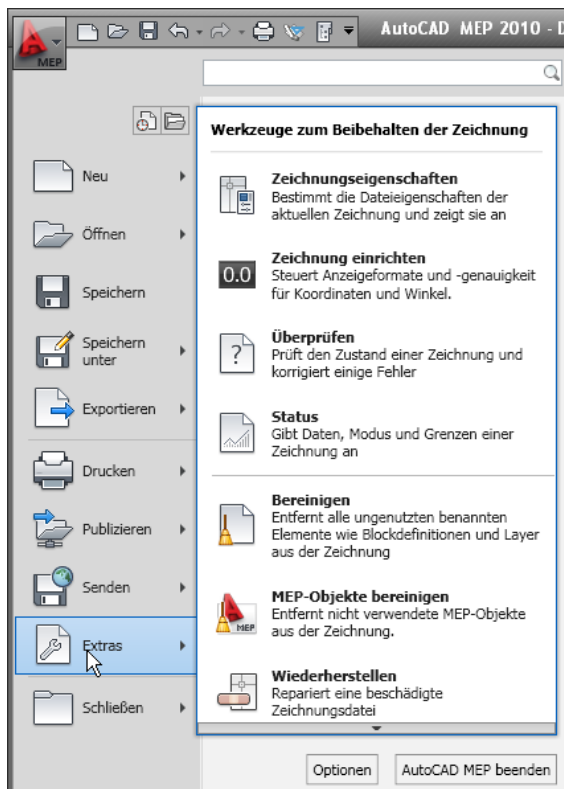 AutoCAD MEP 2010 - D
MEP
Werkzeuge zum Beibehalten der Zeichnung
Neu
Öffnen
Speichern
Speichern
unter
Exportieren
Drucken
Publizieren
Senden
Extras
Schließen
Zeichnungseigenschaften
Bestimmt die Dateieigenschaften der
aktuellen Zeichnung und zeigt sie an
0.0
Zeichnung einrichten
Steuert Anzeigeformate und -genauigkeit
für Koordinaten und Winkel.
?
Überprüfen
Prüft den Zustand einer Zeichnung und
korrigiert einige Fehler
Status
Gibt Daten, Modus und Grenzen einer
Zeichnung an
Bereinigen
Entfernt alle ungenutzten benannten
Elemente wie Blockdefinitionen und Layer
aus der Zeichnung
MEP
MEP-Objekte bereinigen
Entfernt nicht verwendete MEP-Objekte
aus der Zeichnung.
Wiederherstellen
Repariert eine beschädigte
Zeichnungsdatei
Optionen
AutoCAD MEP beenden